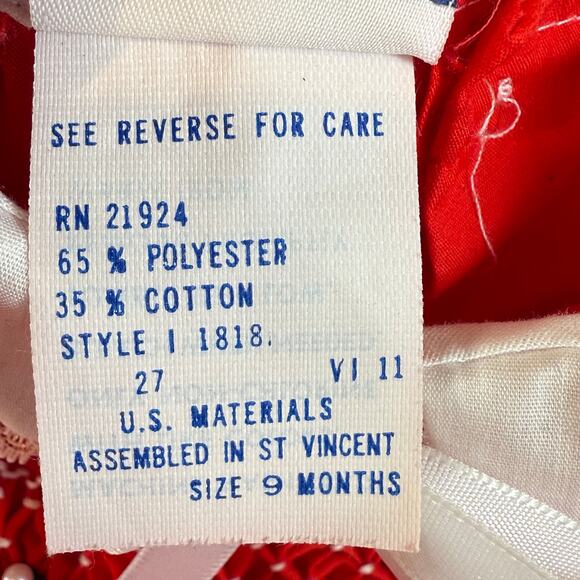 SEE REVERSE FOR CARE
RN 21924
65 % POLYESTER
35 % COTTON
STYLE I 1818.
27 VI 11
U.S. MATERIALS
ASSEMBLED IN ST VINCENT
SIZE 9 MONTHS